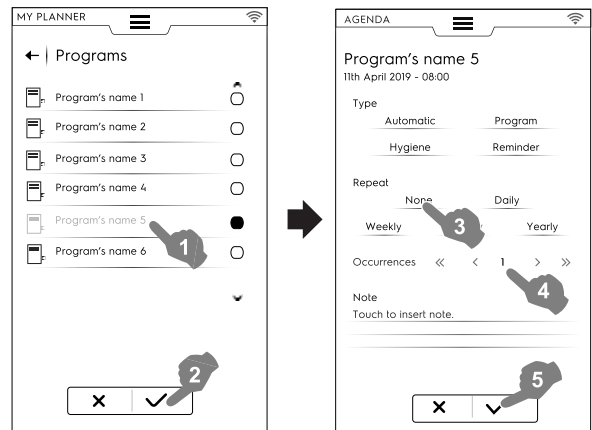 MY PLANNER
Programs
Program's name 1
Program's name 2
Program's name 3
Program's name 4
Program's name 5
1
Program's name 6
2
AGENDA
Program's name 5
11th April 2019 - 08:00
Type
Automatic Program
Hygiene Reminder
Repeat
None Daily
3
Weekly Yearly
Occurrences « < 1 > »
4
Note
Touch to insert note.
5